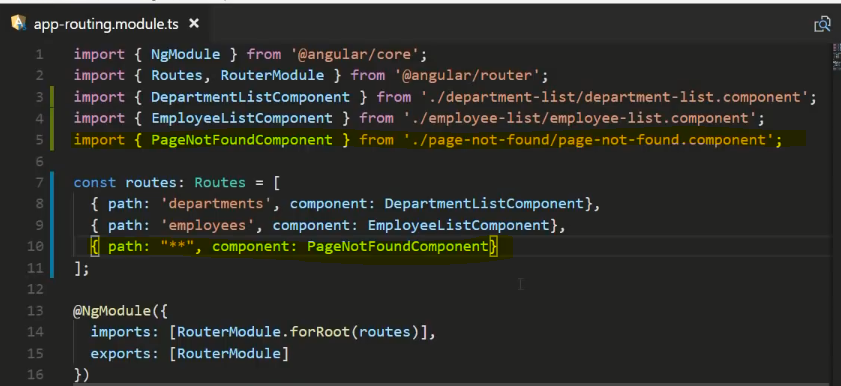 app-routing.module.ts ×
1 import { NgModule } from '@angular/core';
2 import { Routes, RouterModule } from '@angular/router';
3 import { DepartmentListComponent } from './department-list/department-list.component';
4 import { EmployeeListComponent } from './employee-list/employee-list.component';
5 import { PageNotFoundComponent } from './page-not-found/page-not-found.component';
6
7 const routes: Routes = [
8 { path: 'departments', component: DepartmentListComponent},
9 { path: 'employees', component: EmployeeListComponent},
10 { path: "**", component: PageNotFoundComponent}
11 ];
12
13 @NgModule({
14 imports: [RouterModule.forRoot(routes)],
15 exports: [RouterModule]
16 })